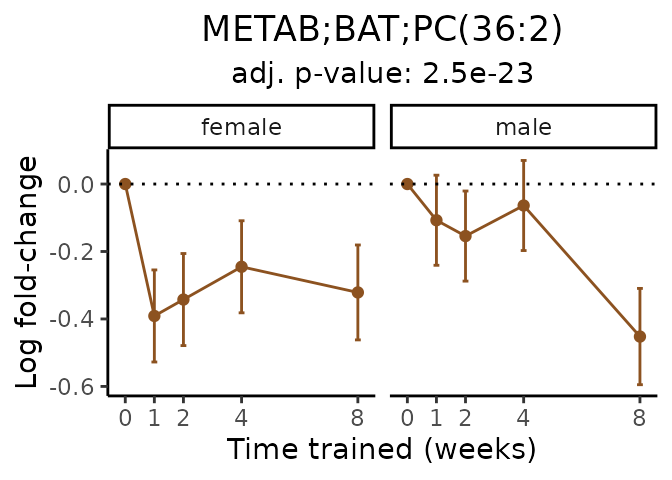 METAB;BAT;PC(36:2)
adj. p-value: 2.5e-23
female
male
Log fold-change
0.0
-0.2
-0.4
-0.6
0 1 2 4 8
0 1 2 4 8
Time trained (weeks)